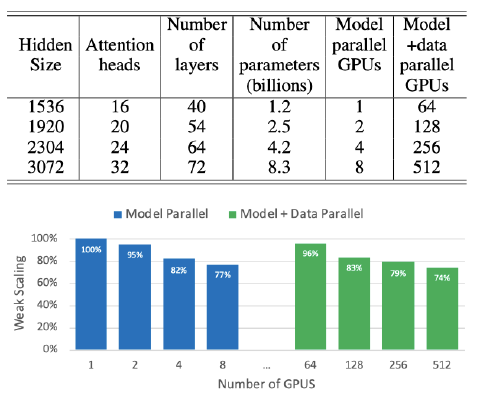 Hidden Size Attention heads Number of layers Number of parameters (billions) Model parallel GPUs Model +data parallel GPUs
1536 16 40 1.2 1 64
1920 20 54 2.5 2 128
2304 24 64 4.2 4 256
3072 32 72 8.3 8 512
Model Parallel Model + Data Parallel
Weak Scaling
100%
80%
60%
40%
20%
0%
100% 95% 82% 77% 96% 83% 79% 74%
1 2 4 8 ... 64 128 256 512
Number of GPUS